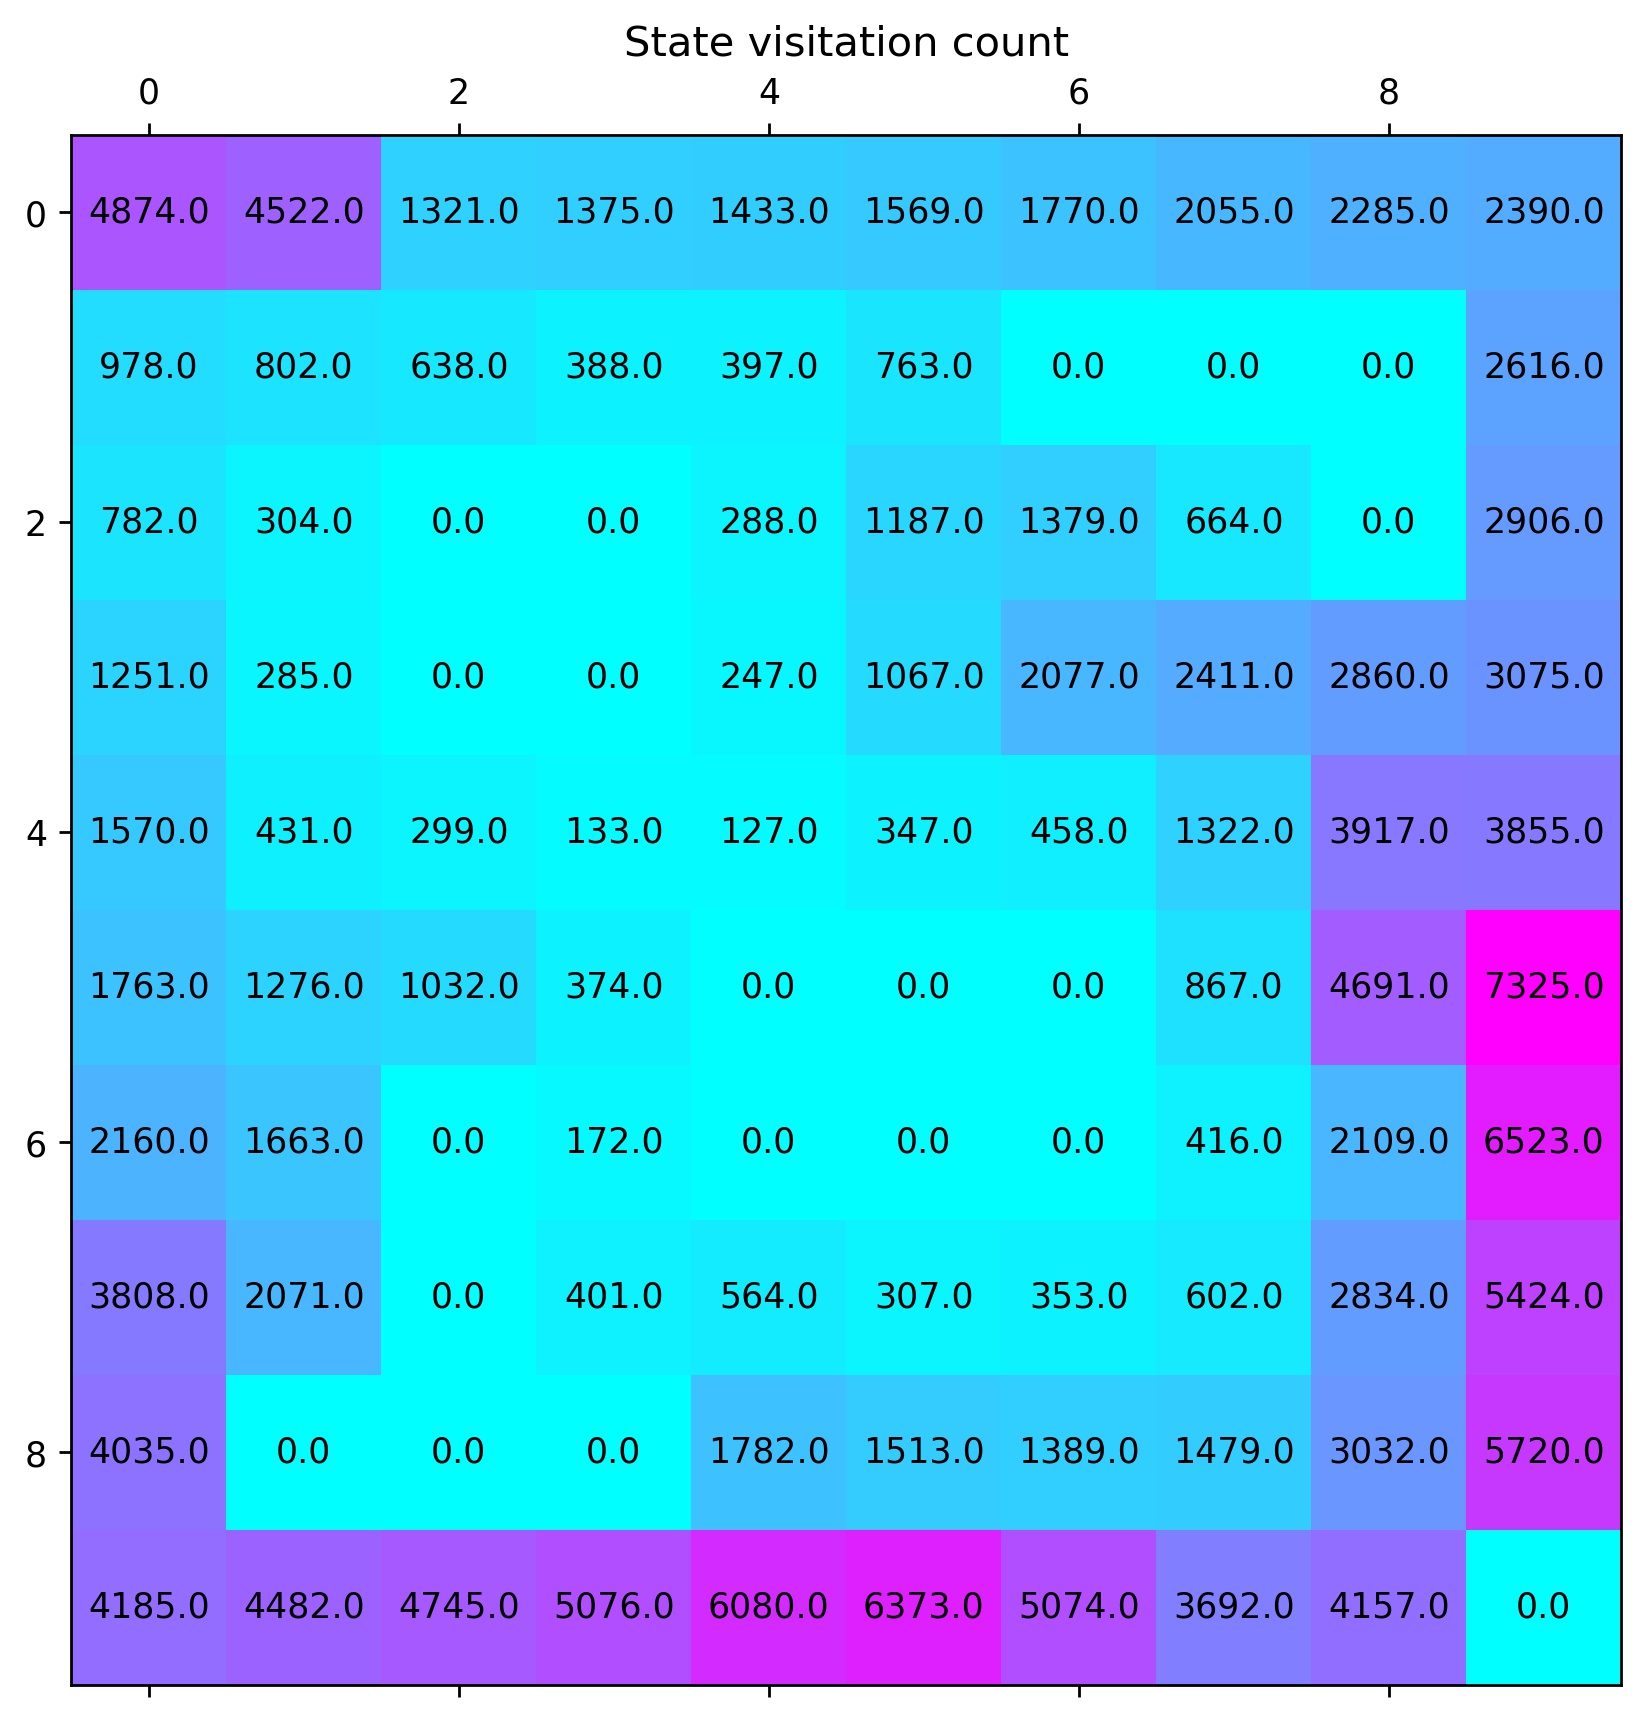 State visitation count
0 2 4 6 8
0 4874.0 4522.0 1321.0 1375.0 1433.0 1569.0 1770.0 2055.0 2285.0 2390.0
978.0 802.0 638.0 388.0 397.0 763.0 0.0 0.0 0.0 2616.0
2 782.0 304.0 0.0 0.0 288.0 1187.0 1379.0 664.0 0.0 2906.0
1251.0 285.0 0.0 0.0 247.0 1067.0 2077.0 2411.0 2860.0 3075.0
4 1570.0 431.0 299.0 133.0 127.0 347.0 458.0 1322.0 3917.0 3855.0
1763.0 1276.0 1032.0 374.0 0.0 0.0 0.0 867.0 4691.0 7325.0
6 2160.0 1663.0 0.0 172.0 0.0 0.0 0.0 416.0 2109.0 6523.0
3808.0 2071.0 0.0 401.0 564.0 307.0 353.0 602.0 2834.0 5424.0
8 4035.0 0.0 0.0 0.0 1782.0 1513.0 1389.0 1479.0 3032.0 5720.0
4185.0 4482.0 4745.0 5076.0 6080.0 6373.0 5074.0 3692.0 4157.0 0.0